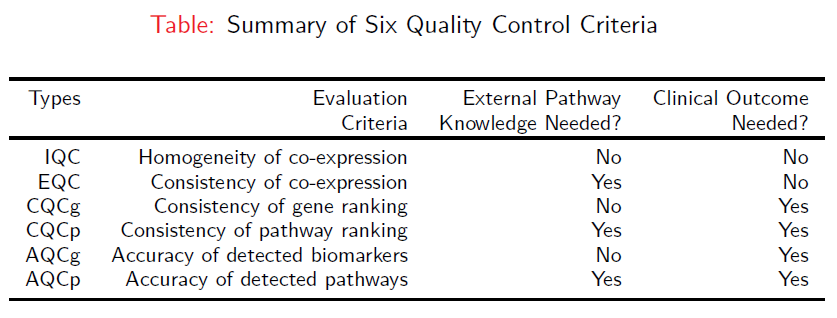 Table: Summary of Six Quality Control Criteria
Types Evaluation External Pathway Clinical Outcome
Criteria Knowledge Needed? Needed?
IQC Homogeneity of co-expression No No
EQC Consistency of co-expression Yes No
CQCg Consistency of gene ranking No Yes
CQCp Consistency of pathway ranking Yes Yes
AQCg Accuracy of detected biomarkers No Yes
AQCp Accuracy of detected pathways Yes Yes